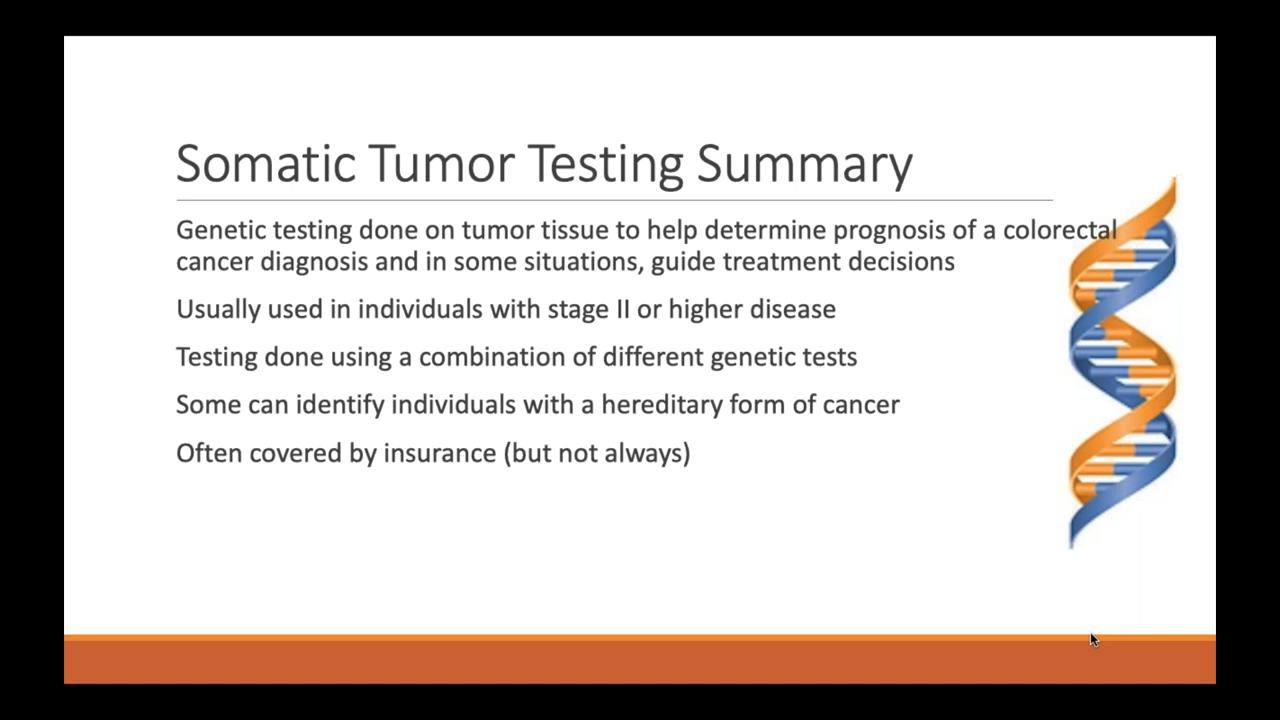 Somatic Tumor Testing Summary
Genetic testing done on tumor tissue to help determine prognosis of a colorectal
cancer diagnosis and in some situations, guide treatment decisions
Usually used in individuals with stage II or higher disease
Testing done using a combination of different genetic tests
Some can identify individuals with a hereditary form of cancer
Often covered by insurance (but not always)